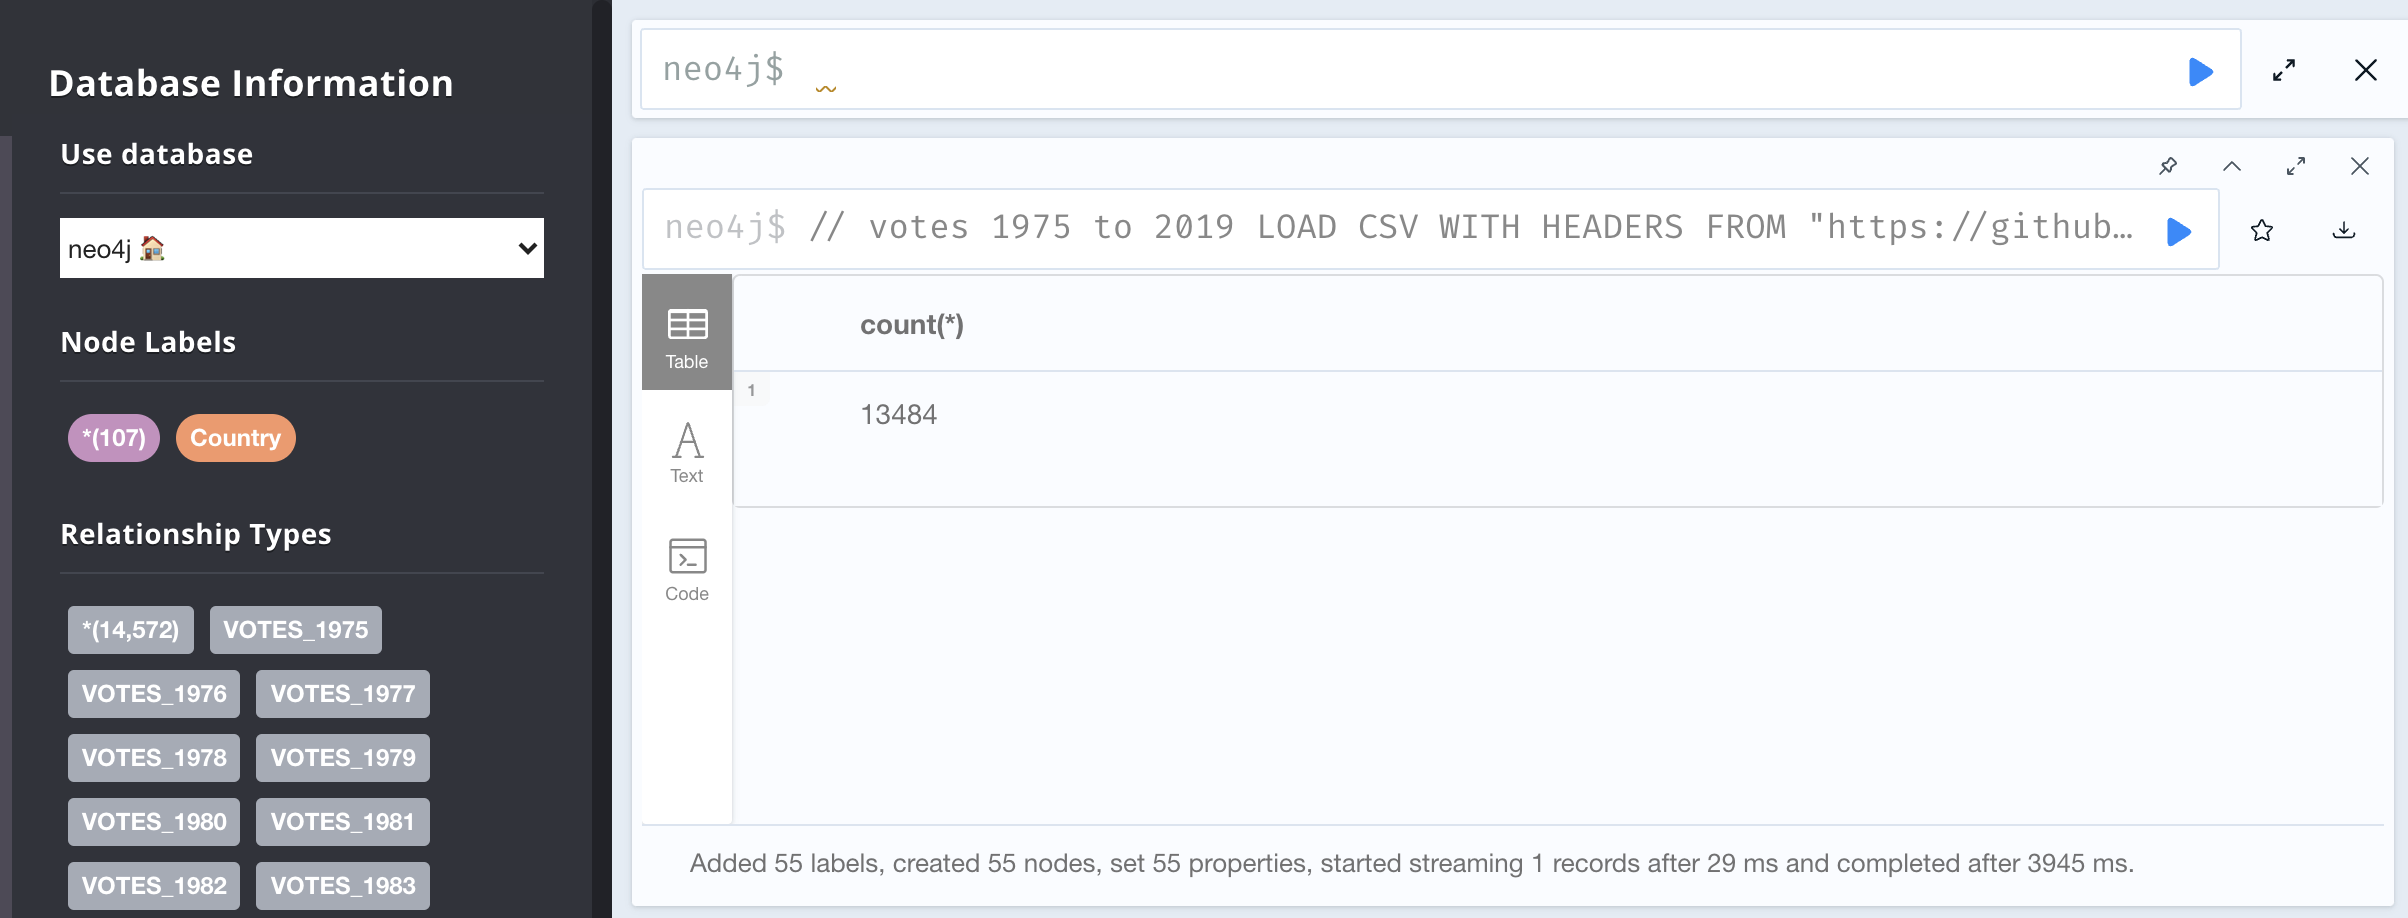 Database Information
Use database
neo4j 🏠
Node Labels
*(107) Country
Relationship Types
*(14,572) VOTES_1975
VOTES_1976 VOTES_1977
VOTES_1978 VOTES_1979
VOTES_1980 VOTES_1981
VOTES_1982 VOTES_1983
neo4j$
neo4j$ // votes 1975 to 2019 LOAD CSV WITH HEADERS FROM "https://github…
Table
Text
Code
count(*)
1
13484
Added 55 labels, created 55 nodes, set 55 properties, started streaming 1 records after 29 ms and completed after 3945 ms.